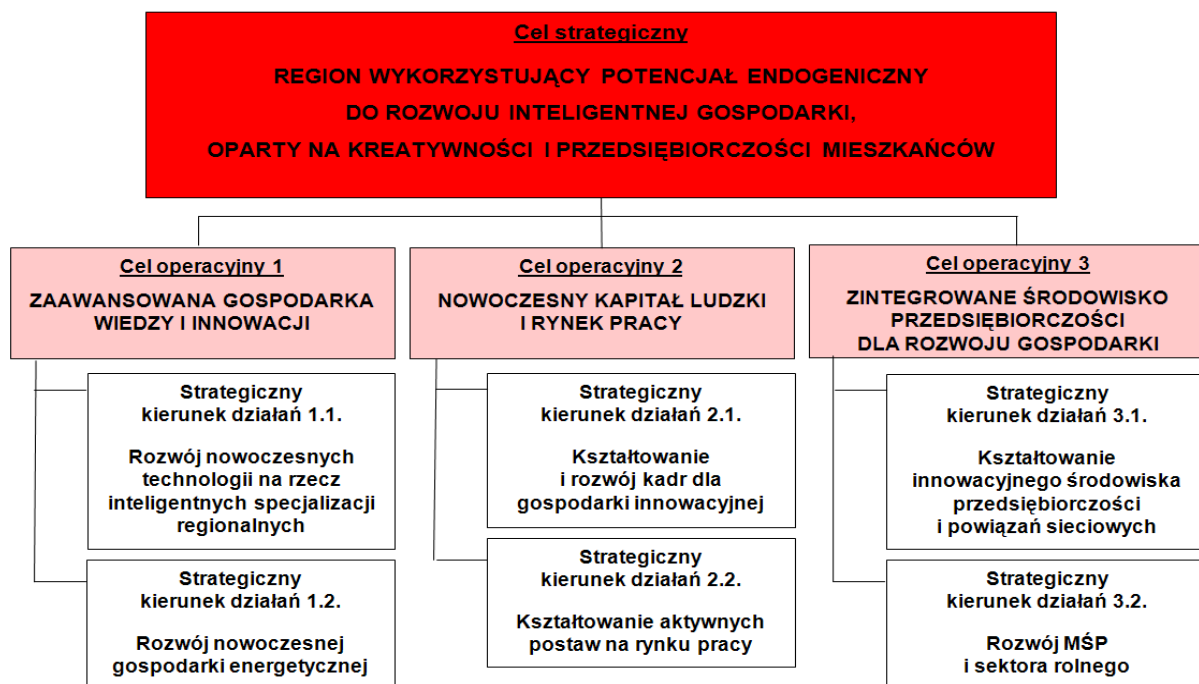 Cel strategiczny
REGION WYKORZYSTUJĄCY POTENCJAŁ ENDOGENICZNY
DO ROZWOJU INTELIGENTNEJ GOSPODARKI,
OPARTY NA KREATYWNOŚCI I PRZEDSIĘBIORCZOŚCI MIESZKAŃCÓW
Cel operacyjny 1
ZAAWANSOWANA GOSPODARKA
WIEDZY I INNOWACJI
Cel operacyjny 2
NOWOCZESNY KAPITAŁ LUDZKI
I RYNEK PRACY
Cel operacyjny 3
ZINTEGROWANE ŚRODOWISKO
PRZEDSIĘBIORCZOŚCI
DLA ROZWOJU GOSPODARKI
Strategiczny
kierunek działań 1.1.
Rozwój nowoczesnych
technologii na rzecz
inteligentnych specjalizacji
regionalnych
Strategiczny
kierunek działań 2.1.
Kształtowanie
i rozwój kadr dla
gospodarki innowacyjnej
Strategiczny
kierunek działań 3.1.
Kształtowanie
innowacyjnego środowiska
przedsiębiorczości
i powiązań sieciowych
Strategiczny
kierunek działań 1.2.
Rozwój nowoczesnej
gospodarki energetycznej
Strategiczny
kierunek działań 2.2.
Kształtowanie aktywnych
postaw na rynku pracy
Strategiczny
kierunek działań 3.2.
Rozwój MŚP
i sektora rolnego